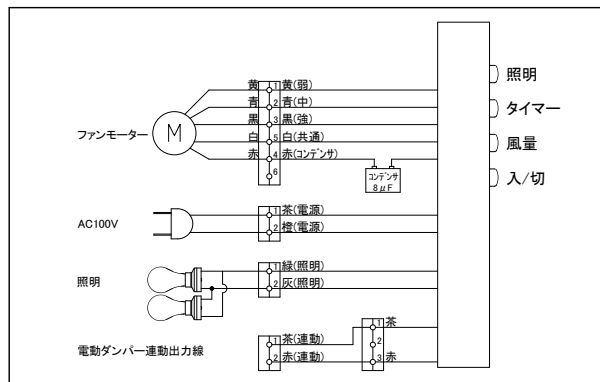 黄 1 黄(弱)
青 2 青(中)
黒 3 黒(強)
白 5 白(共通)
赤 4 赤(コンデンサ)
6
ファンモーター
M
コンデンサ
8μF
照明
タイマー
風量
入/切
AC100V
1 茶(電源)
2 橙(電源)
照明
1 緑(照明)
2 灰(照明)
電動ダンパー連動出力線
1 茶(連動)
2 赤(連動)
1 茶
2
3 赤